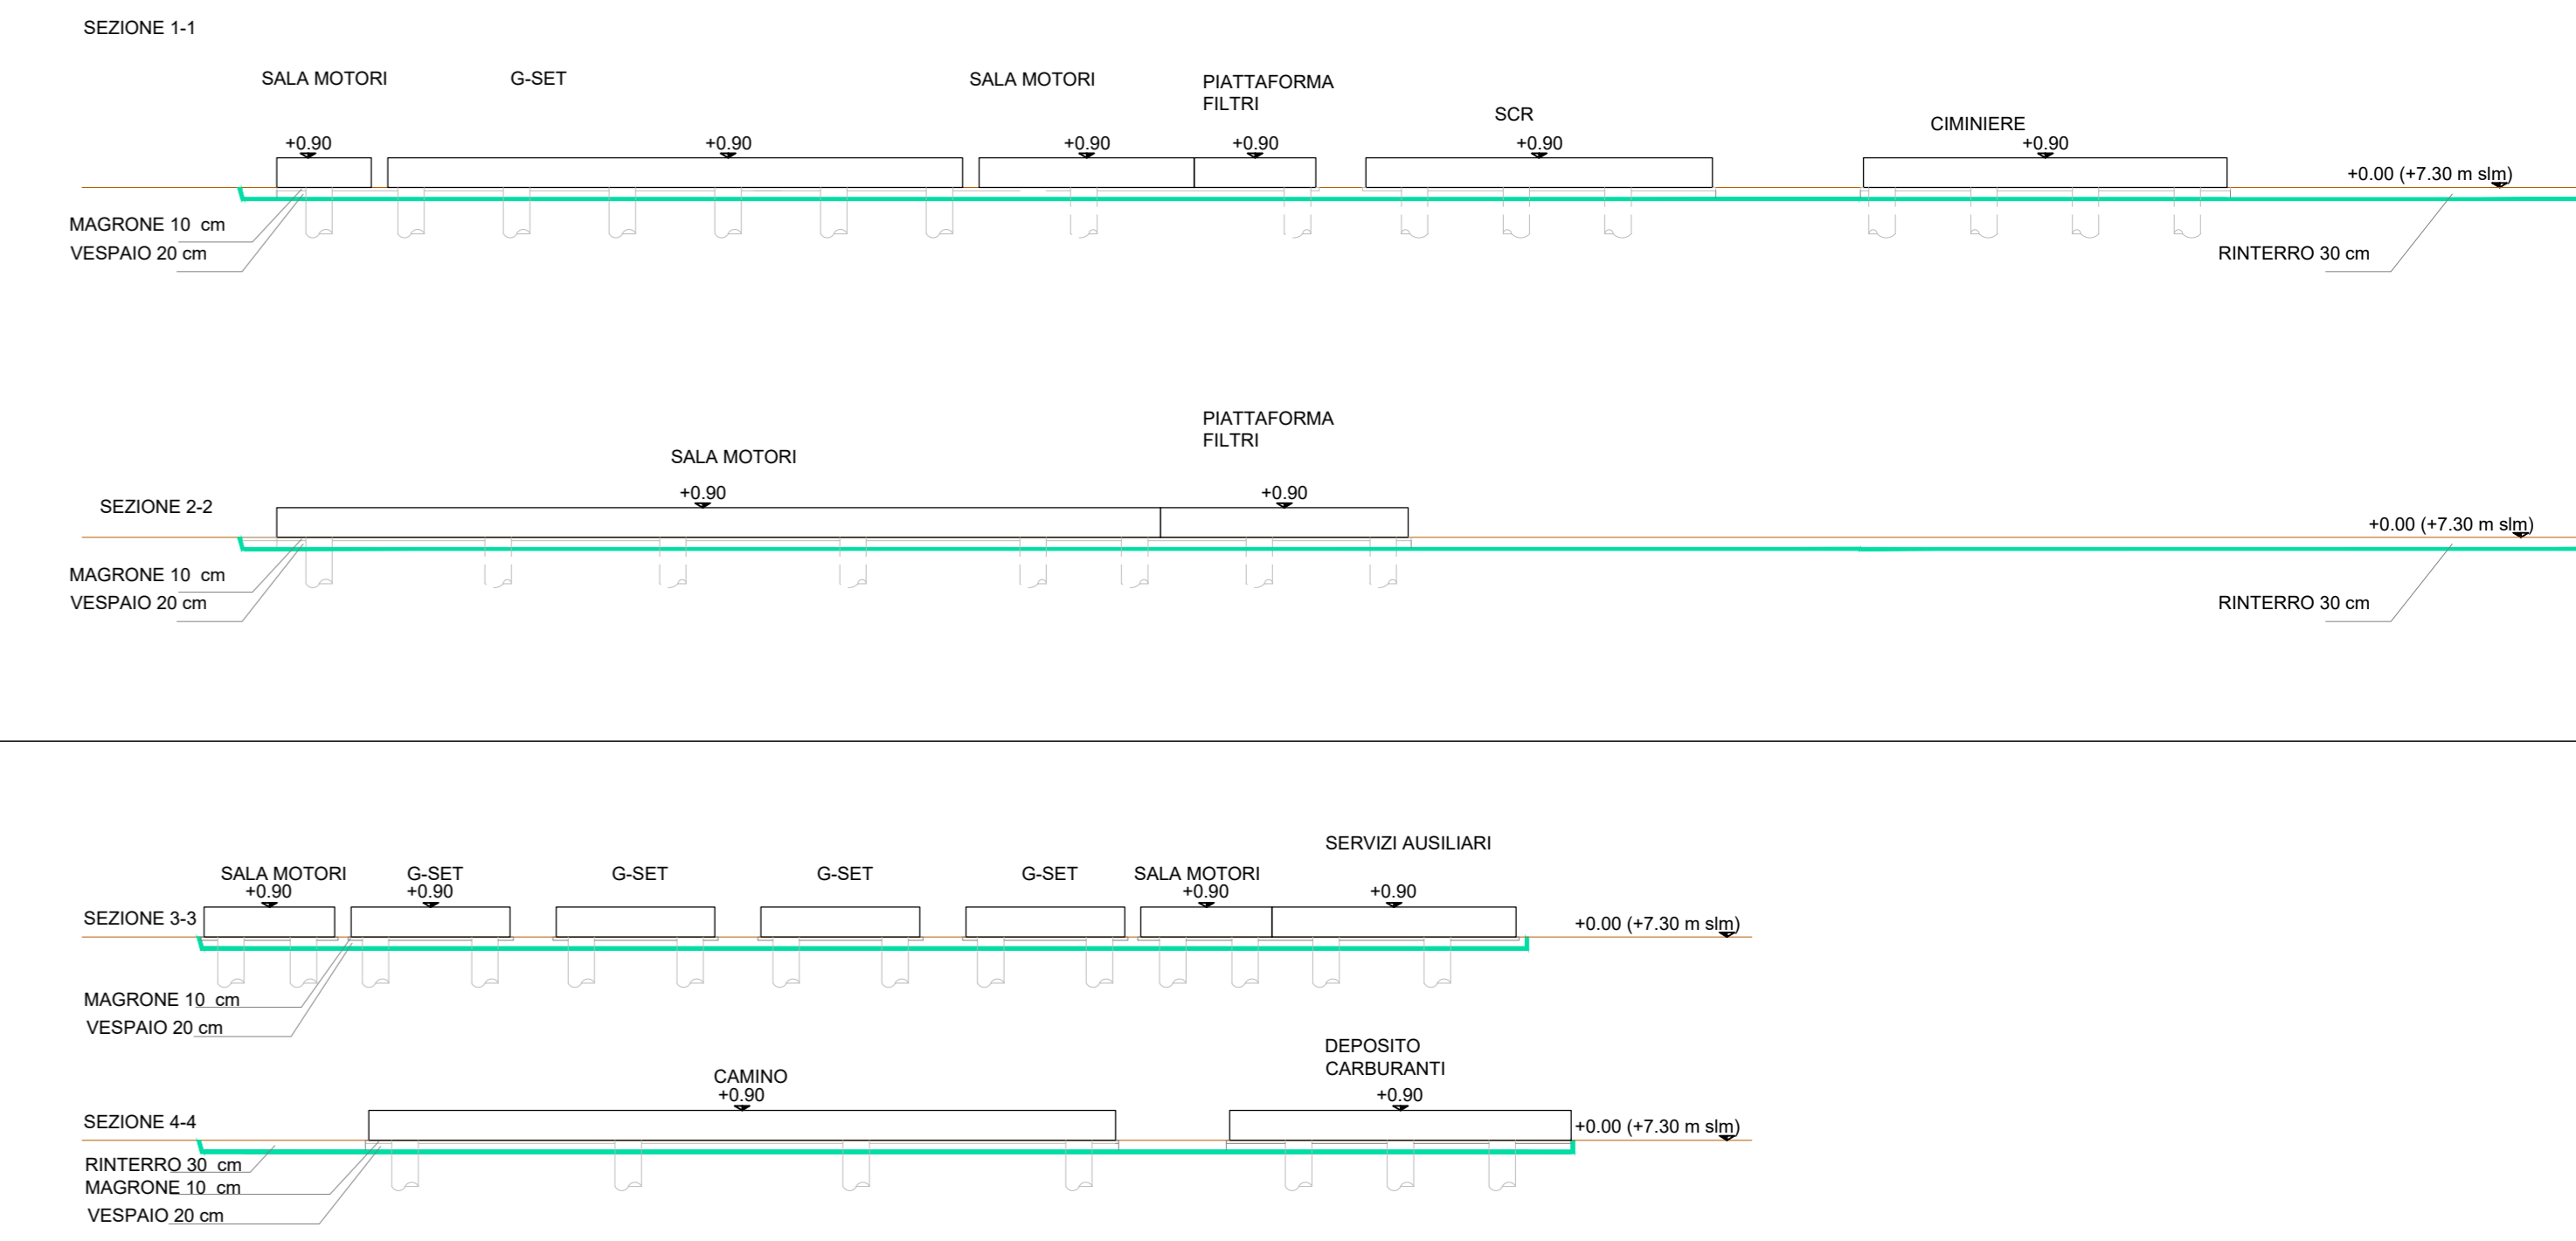 SEZIONE 1-1
SALA MOTORI
G-SET
SALA MOTORI
PIATTAFORMA
FILTRI
SCR
CIMINIERE
+0.90
+0.90
+0.90
+0.90
+0.90
+0.90
+0.00 (+7.30 m slm)
MAGRONE 10  cm
VESPAIO 20 cm
RINTERRO 30 cm
PIATTAFORMA
FILTRI
SALA MOTORI
+0.90
+0.90
SEZIONE 2-2
+0.00 (+7.30 m slm)
MAGRONE 10  cm
VESPAIO 20 cm
RINTERRO 30 cm
SERVIZI AUSILIARI
SALA MOTORI
G-SET
G-SET
G-SET
G-SET
SALA MOTORI
+0.90
+0.90
+0.90
+0.90
SEZIONE 3-3
+0.00 (+7.30 m slm)
MAGRONE 10  cm
VESPAIO 20 cm
DEPOSITO
CARBURANTI
CAMINO
+0.90
+0.90
SEZIONE 4-4
+0.00 (+7.30 m slm)
RINTERRO 30  cm
MAGRONE 10  cm
VESPAIO 20 cm